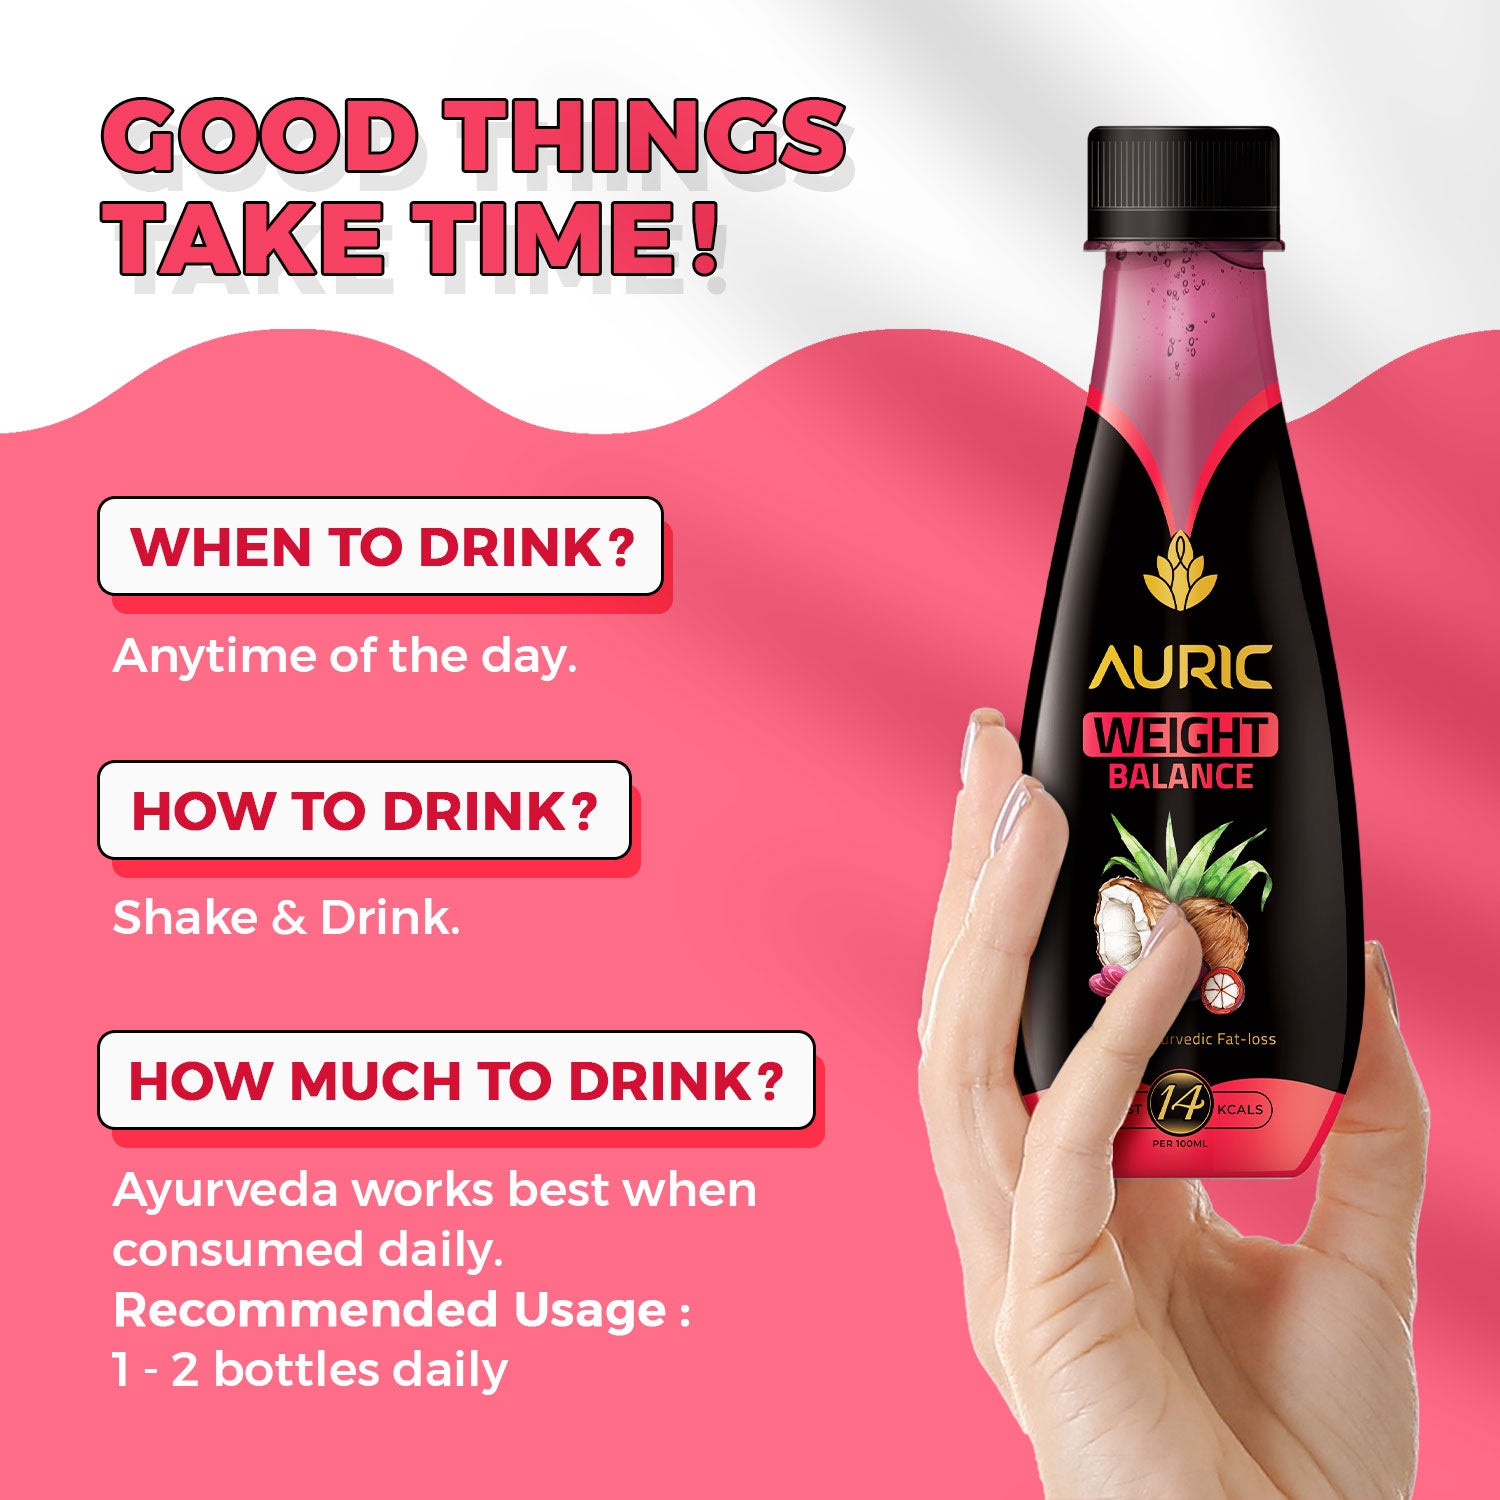 GOOD THINGS
TAKE TIME!
WHEN TO DRINK?
Anytime of the day.
HOW TO DRINK?
Shake & Drink.
HOW MUCH TO DRINK?
Ayurveda works best when
consumed daily.
Recommended Usage :
1 - 2 bottles daily
AURIC
WEIGHT
BALANCE
Fat-loss
14 KCALS
PER 100ML